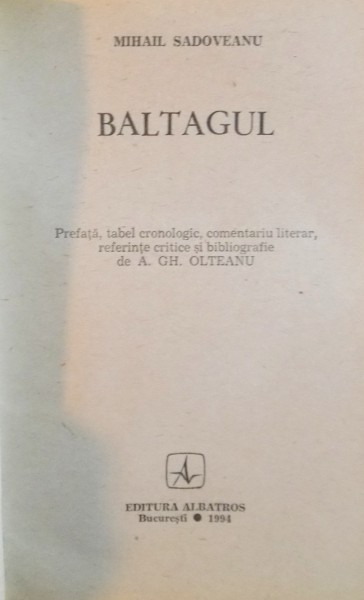 MIHAIL SADOVEANU
BALTAGUL
Prefață, tabel cronologic, comentariu literar,
referințe critice și bibliografie
de A. GH. OLTEANU
EDITURA ALBATROS
București ● 1994